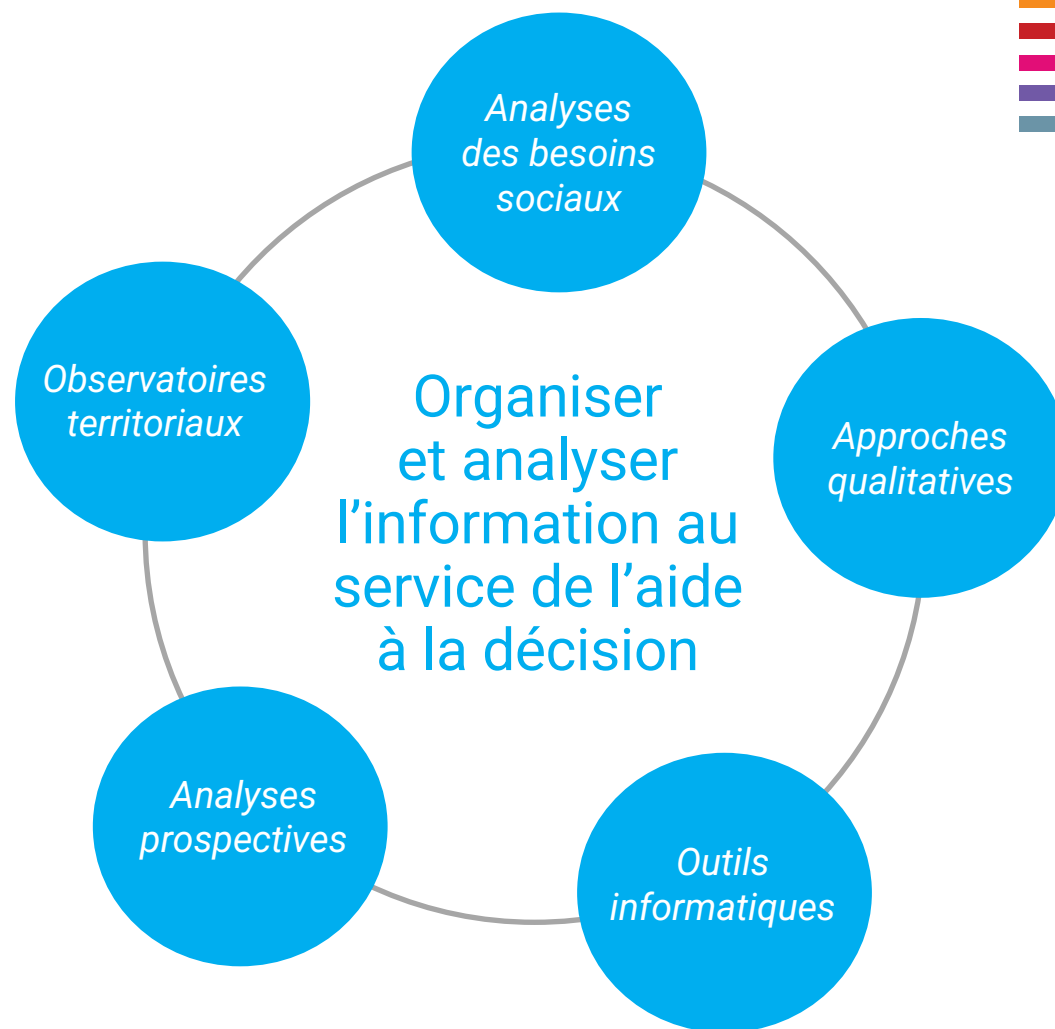 Analyses
des besoins
sociaux
Observatoires
territoriaux
Organiser
et analyser
l’information au
service de l’aide
à la décision
Approches
qualitatives
Analyses
prospectives
Outils
informatiques